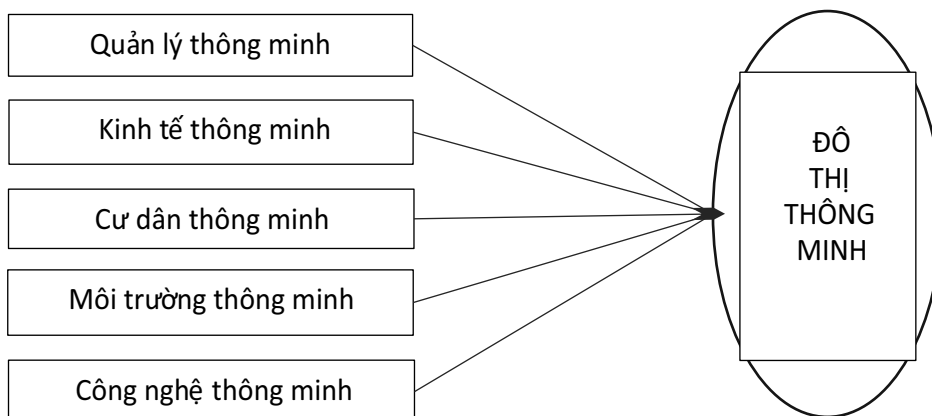 Quản lý thông minh
Kinh tế thông minh
Cư dân thông minh
Môi trường thông minh
Công nghệ thông minh
ĐÔ
THỊ
THÔNG
MINH